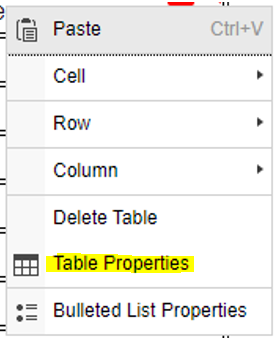 Paste Ctrl+V
Cell
Row
Column
Delete Table
Table Properties
Bulleted List Properties